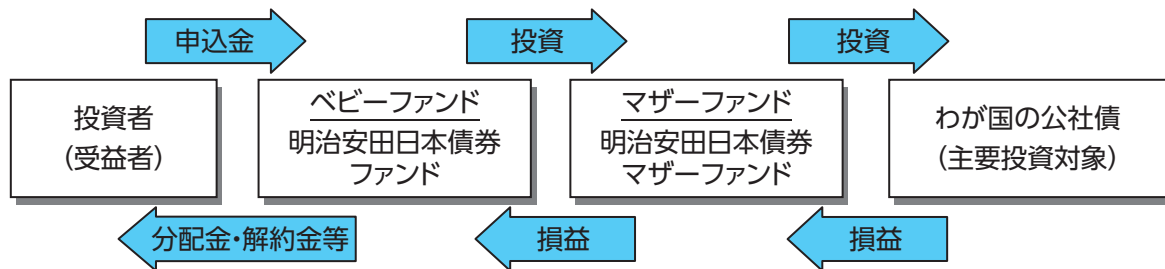 申込金
投資
投資
投資者
(受益者)
ベビーファンド
明治安田日本債券
ファンド
マザーファンド
明治安田日本債券
マザーファンド
わが国の公社債
(主要投資対象)
分配金・解約金等
損益
損益